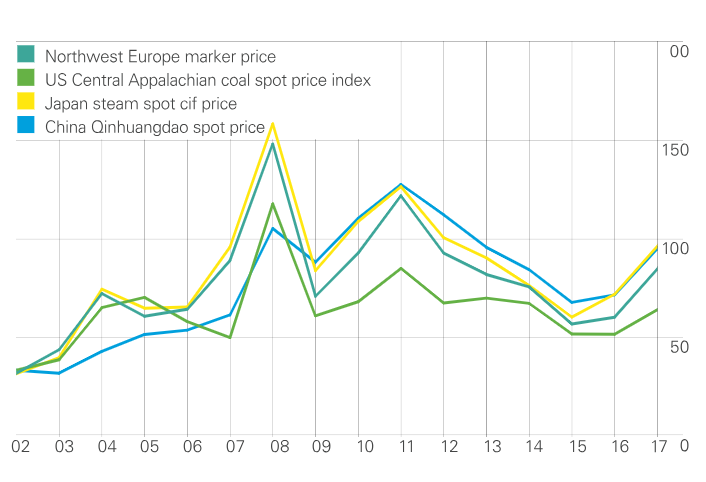 00
Northwest Europe marker price
US Central Appalachian coal spot price index
Japan steam spot cif price
China Qinhuangdao spot price
150
100
50
02 03 04 05 06 07 08 09 10 11 12 13 14 15 16 17 0